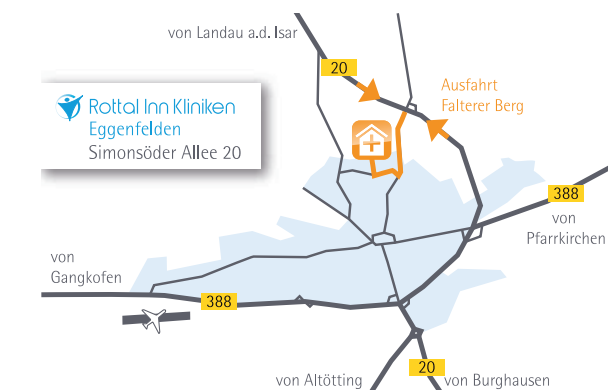 von Landau a.d. Isar
20
Ausfahrt
Falterer Berg
Rottal Inn Kliniken
Eggenfelden
Simonsöder Allee 20
388
von
Pfarrkirchen
von
Gangkofen
388
20
von Altötting
von Burghausen